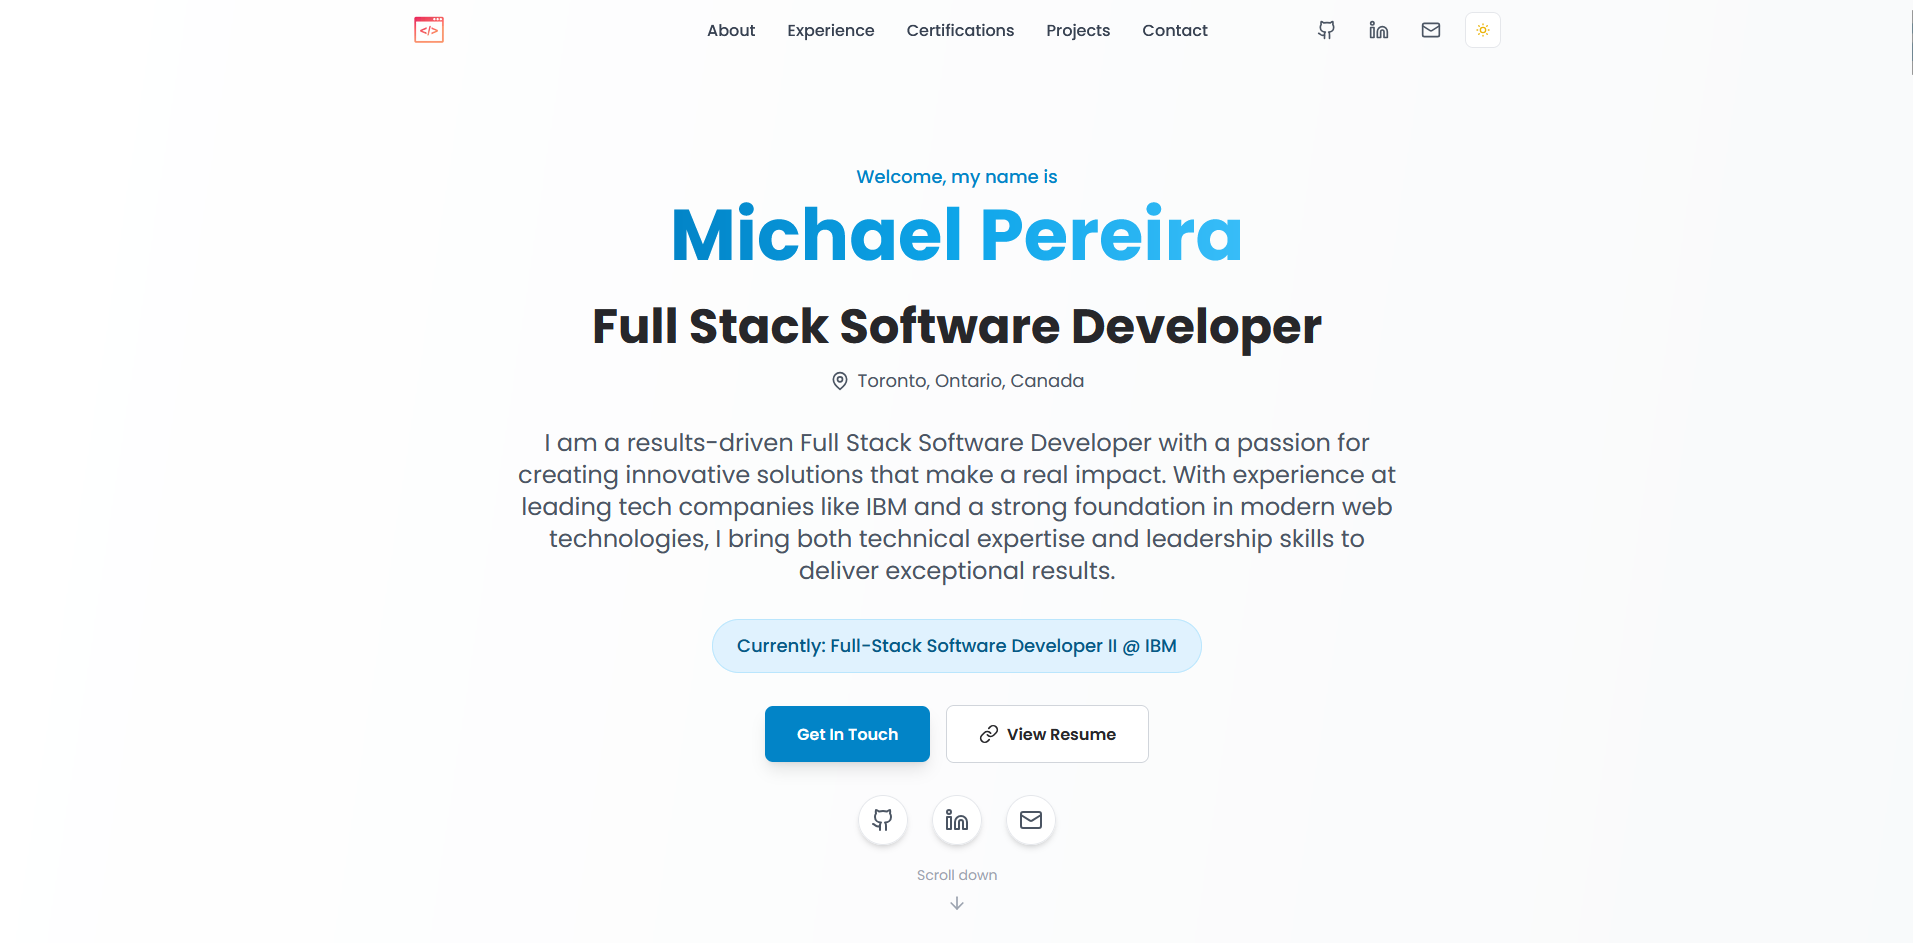 </>
About Experience Certifications Projects Contact
Welcome, my name is
Michael Pereira
Full Stack Software Developer
Toronto, Ontario, Canada
I am a results-driven Full Stack Software Developer with a passion for
creating innovative solutions that make a real impact. With experience at
leading tech companies like IBM and a strong foundation in modern web
technologies, I bring both technical expertise and leadership skills to
deliver exceptional results.
Currently: Full-Stack Software Developer II @ IBM
Get In Touch
View Resume
Scroll down